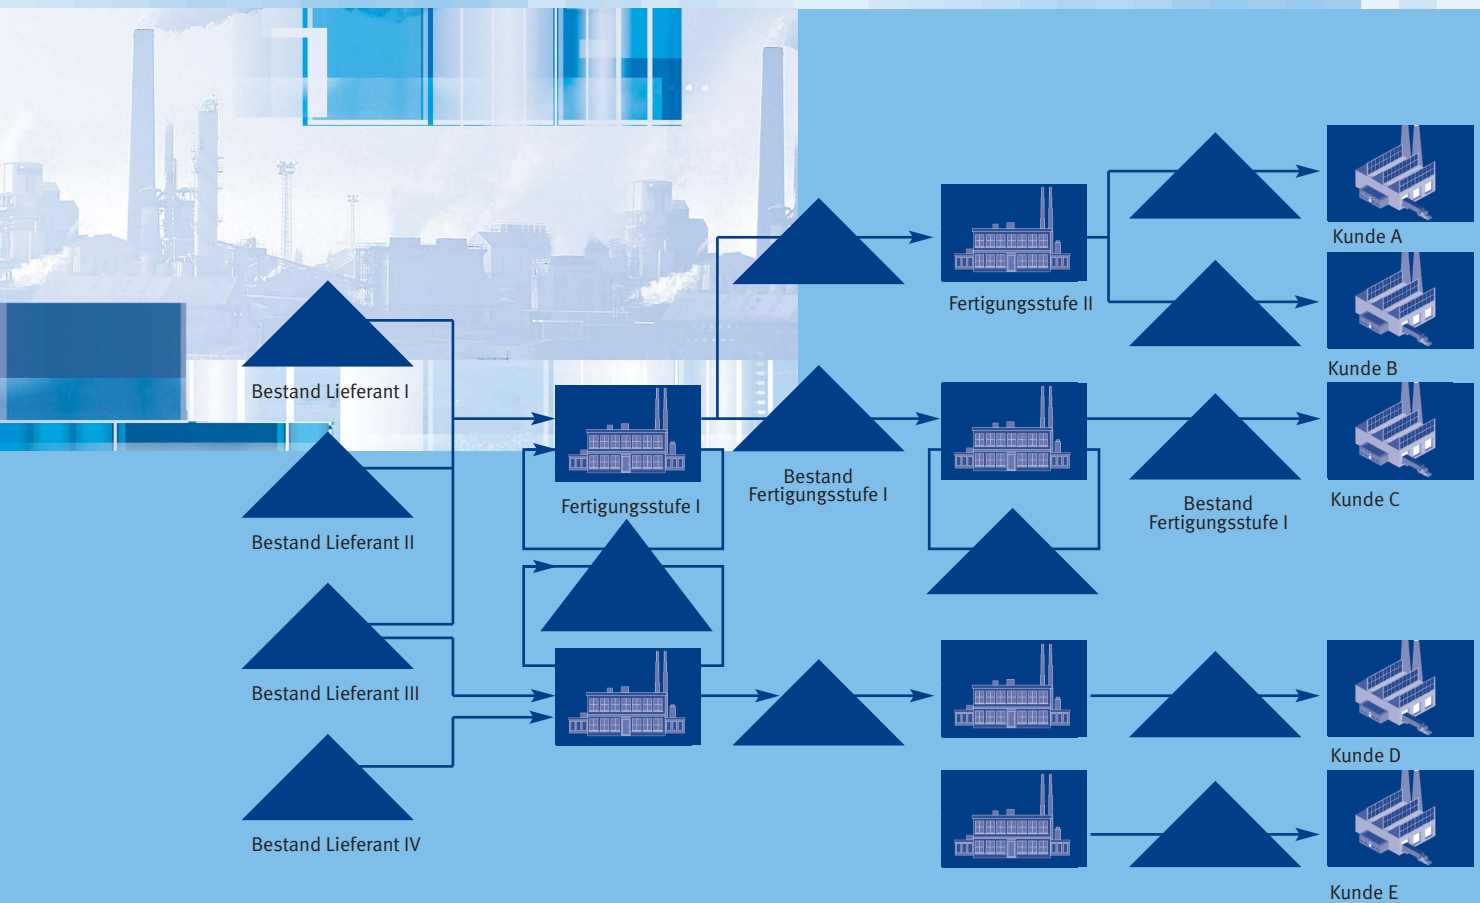 Kunde A
Fertigungsstufe II
Kunde B
Bestand Lieferant I
Bestand
Fertigungsstufe I
Fertigungsstufe I
Bestand
Fertigungsstufe I
Kunde C
Bestand Lieferant II
Bestand Lieferant III
Kunde D
Bestand Lieferant IV
Kunde E